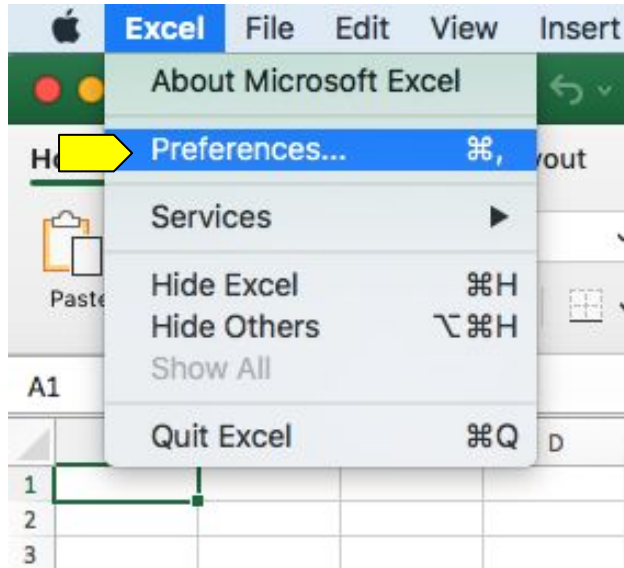 Excel File Edit View Insert
About Microsoft Excel
Preferences... ⌘,
Services ▶
Hide Excel ⌘H
Hide Others ⌥⌘H
Show All
Quit Excel ⌘Q
Paste
A1
D
1
2
3